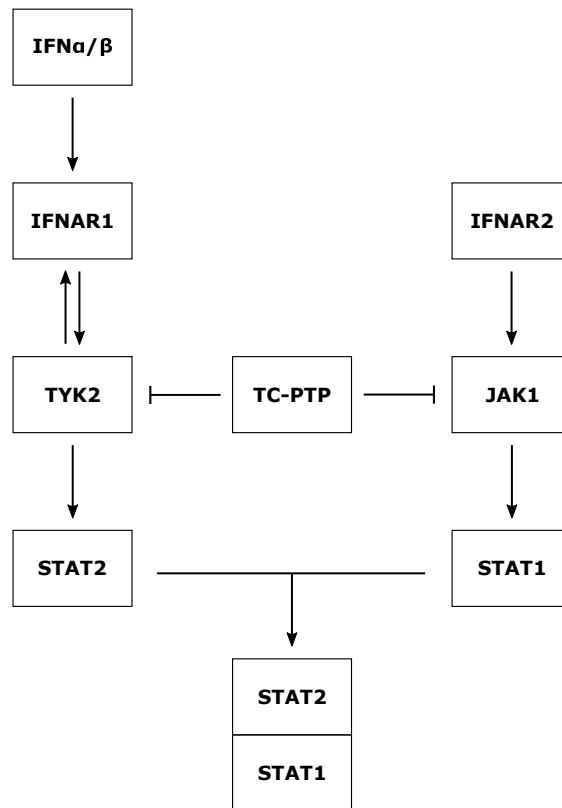 IFNα/β
IFNAR1
IFNAR2
TYK2
TC-PTP
JAK1
STAT2
STAT1
STAT2
STAT1